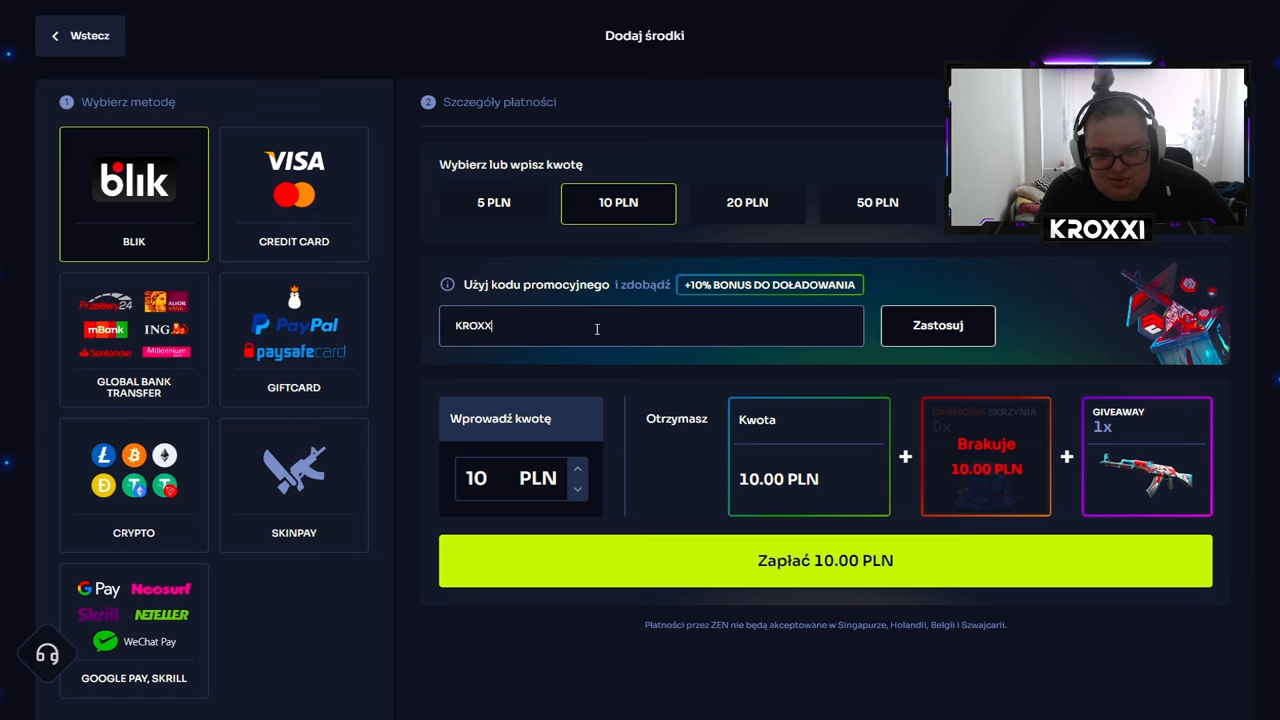 Wstecz
Dodaj środki
1 Wybierz metodę
blik
BLIK
VISA
CREDIT CARD
Przelewy24
ALIOR BANK
mBank
ING
Santander
Millennium
GLOBAL BANK
TRANSFER
PayPal
paysafecard
GIFTCARD
CRYPTO
SKINPAY
G Pay
Neosurf
Skrill
NETELLER
WeChat Pay
GOOGLE PAY, SKRILL
2 Szczegóły płatności
Wybierz lub wpisz kwotę
5 PLN
10 PLN
20 PLN
50 PLN
KROXXI
Użyj kodu promocyjnego i zdobądź +10% BONUS DO DOŁADOWANIA
KROXX
Zastosuj
Wprowadź kwotę
10 PLN
Otrzymasz
Kwota
10.00 PLN
+
DARMOWA SKRZYNIA
0x
Brakuje
10.00 PLN
+
GIVEAWAY
1x
Zapłać 10.00 PLN
Płatności przez ZEN nie będą akceptowane w Singapurze, Holandii, Belgii i Szwajcarii.